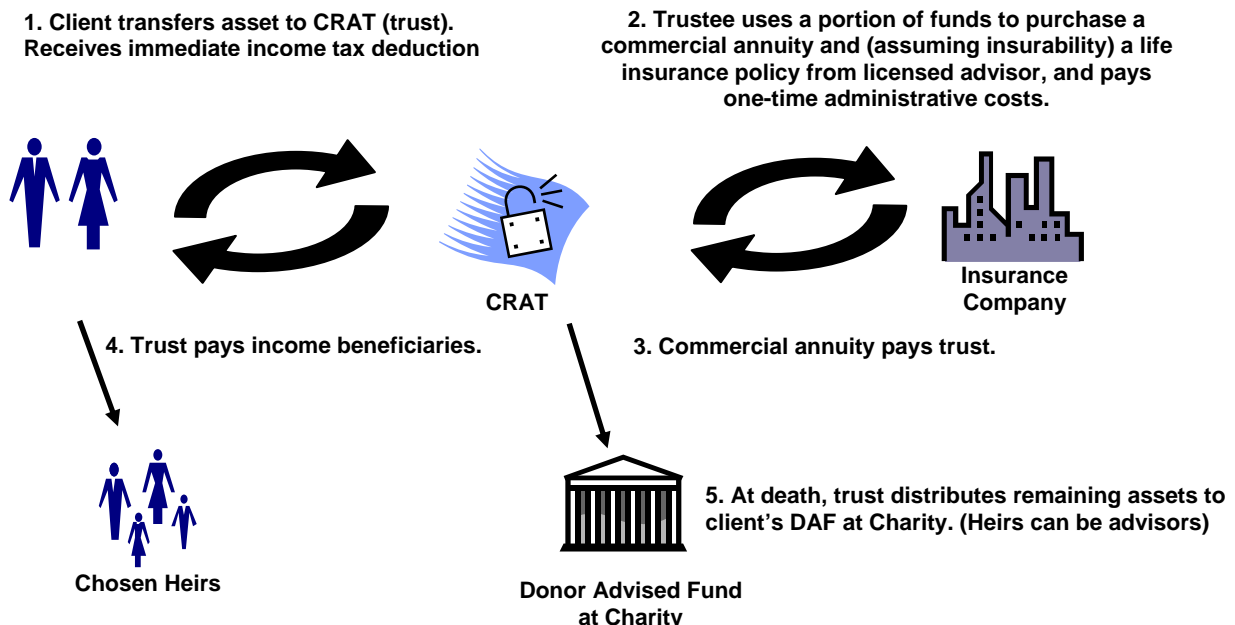 1. Client transfers asset to CRAT (trust).
Receives immediate income tax deduction
2. Trustee uses a portion of funds to purchase a
commercial annuity and (assuming insurability) a life
insurance policy from licensed advisor, and pays
one-time administrative costs.
CRAT
Insurance
Company
4. Trust pays income beneficiaries.
3. Commercial annuity pays trust.
5. At death, trust distributes remaining assets to
client's DAF at Charity. (Heirs can be advisors)
Chosen Heirs
Donor Advised Fund
at Charity